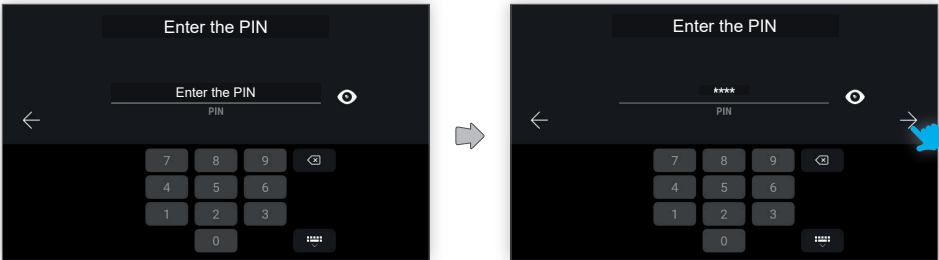 Enter the PIN
Enter the PIN
PIN
7 8 9
4 5 6
1 2 3
0
Enter the PIN
****
PIN
7 8 9
4 5 6
1 2 3
0